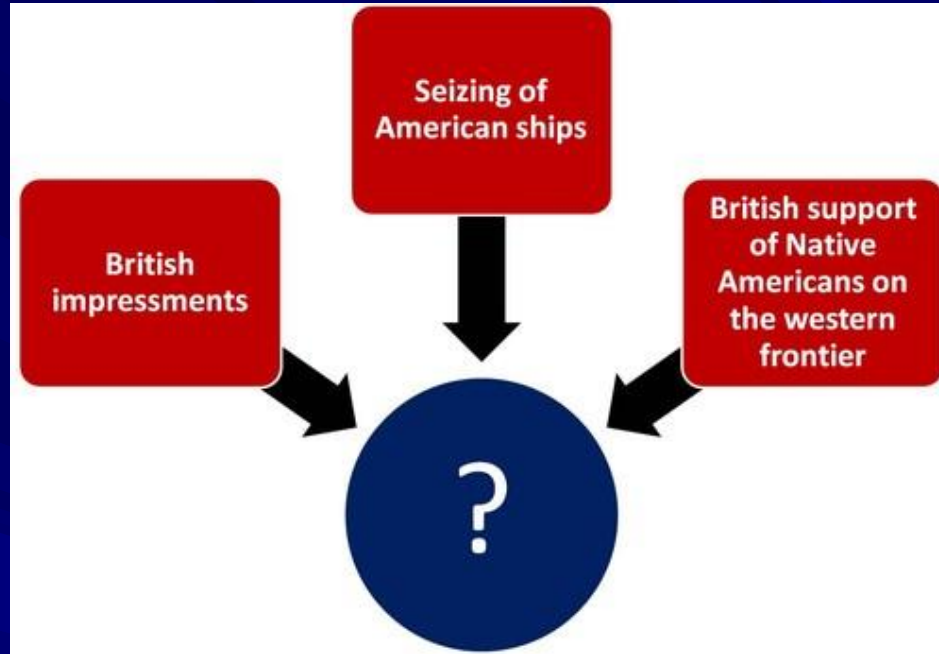 Seizing of
American ships
British
impressments
British support
of Native
Americans on
the western
frontier
?